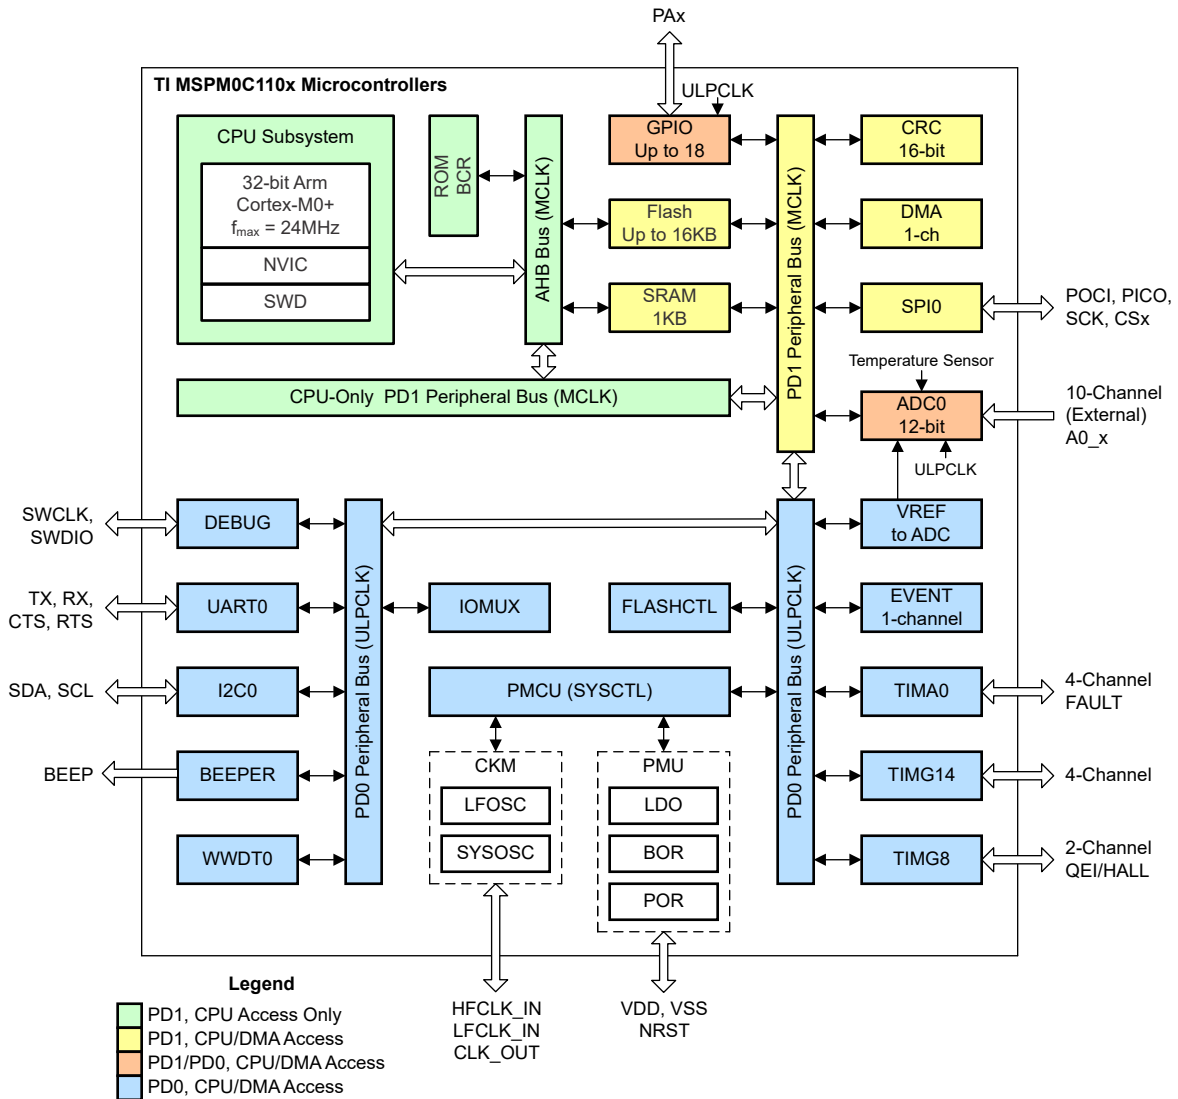 PAx
TI MSPM0C110x Microcontrollers
ULPCLK
CPU Subsystem
32-bit Arm
Cortex-M0+
fmax = 24MHz
NVIC
SWD
ROM
BCR
AHB Bus (MCLK)
GPIO
Up to 18
Flash
Up to 16KB
SRAM
1KB
PD1 Peripheral Bus (MCLK)
CRC
16-bit
DMA
1-ch
SPI0
POCI, PICO,
SCK, CSx
Temperature Sensor
ADC0
12-bit
ULPCLK
10-Channel
(External)
A0_x
CPU-Only PD1 Peripheral Bus (MCLK)
SWCLK,
SWDIO
DEBUG
TX, RX,
CTS, RTS
UART0
SDA, SCL
I2C0
BEEP
BEEPER
WWDT0
PD0 Peripheral Bus (ULPCLK)
IOMUX
FLASHCTL
PMCU (SYSCTL)
CKM
LFOSC
SYSOSC
PMU
LDO
BOR
POR
PD0 Peripheral Bus (ULPCLK)
VREF
to ADC
EVENT
1-channel
TIMA0
4-Channel
FAULT
TIMG14
4-Channel
TIMG8
2-Channel
QEI/HALL
HFCLK_IN
LFCLK_IN
CLK_OUT
VDD, VSS
NRST
Legend
PD1, CPU Access Only
PD1, CPU/DMA Access
PD1/PD0, CPU/DMA Access
PD0, CPU/DMA Access